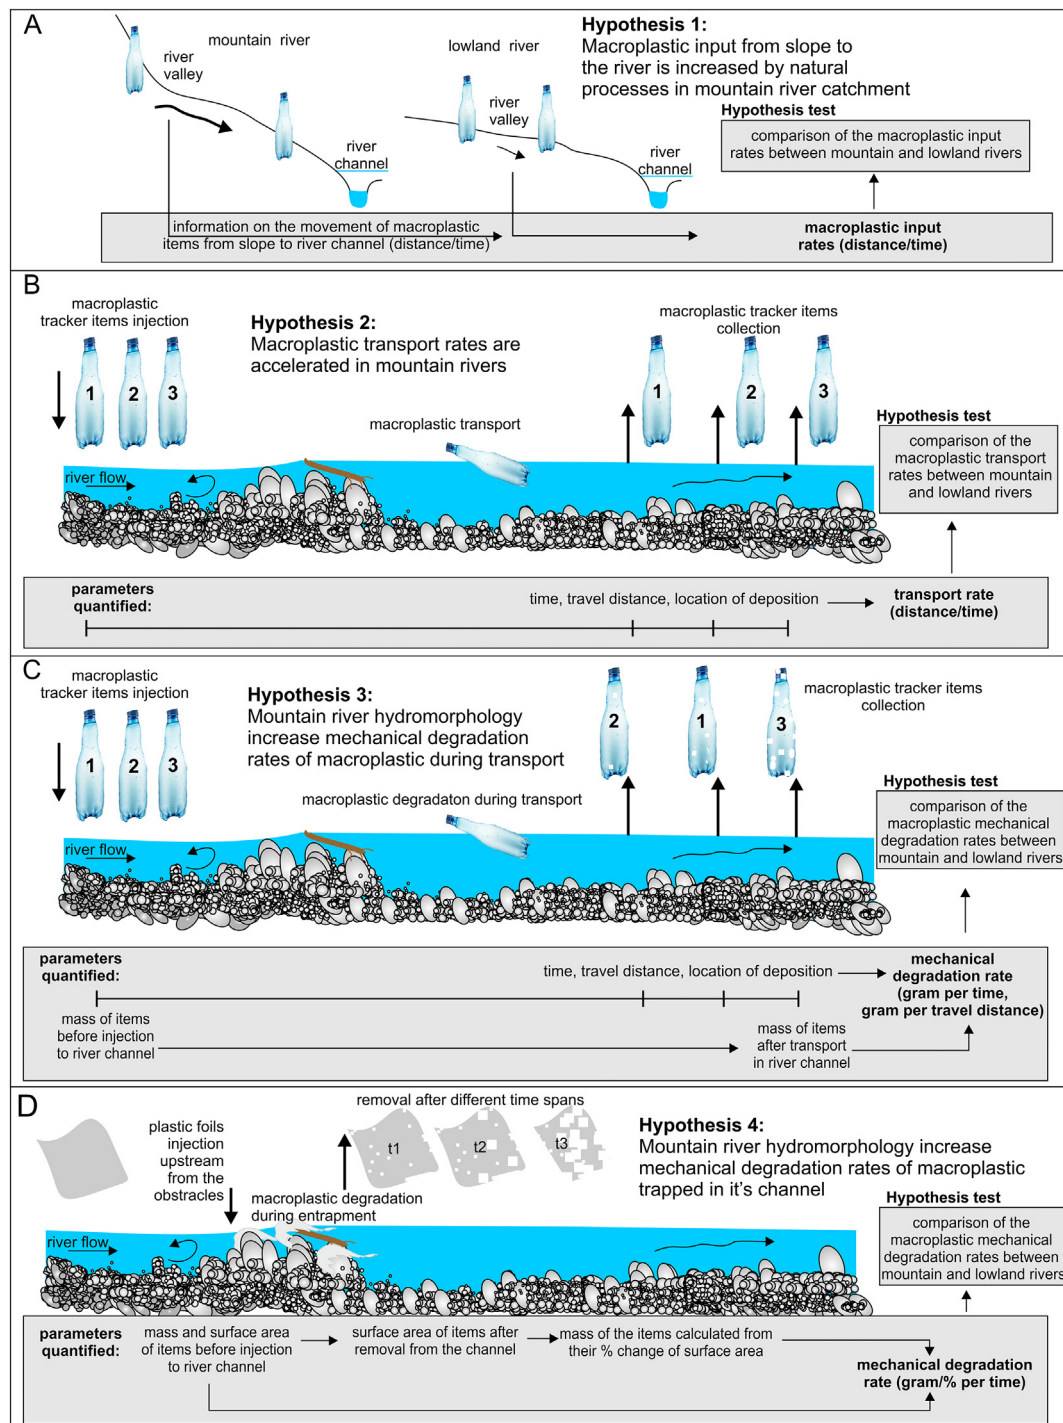 A
mountain river
river
valley
river
channel
lowland river
river
valley
river
channel
Hypothesis 1:
Macroplastic input from slope to
the river is increased by natural
processes in mountain river catchment
Hypothesis test
comparison of the macroplastic input
rates between mountain and lowland rivers
information on the movement of macroplastic
items from slope to river channel (distance/time)
macroplastic input
rates (distance/time)
B
macroplastic
tracker items injection
1
2
3
Hypothesis 2:
Macroplastic transport rates are
accelerated in mountain rivers
macroplastic transport
macroplastic tracker items
collection
1
2
3
river flow
Hypothesis test
comparison of the
macroplastic transport
rates between mountain
and lowland rivers
parameters
quantified:
time, travel distance, location of deposition
transport rate
(distance/time)
C
macroplastic
tracker items injection
1
2
3
Hypothesis 3:
Mountain river hydromorphology
increase mechanical degradation
rates of macroplastic during transport
macroplastic degradaton during transport
2
1
3
macroplastic tracker items
collection
river flow
Hypothesis test
comparison of the
macroplastic mechanical
degradation rates between
mountain and lowland rivers
parameters
quantified:
time, travel distance, location of deposition
mechanical
degradation rate
(gram per time,
gram per travel distance)
mass of items
before injection
to river channel
mass of items
after transport
in river channel
D
plastic foils
injection
upstream
from the
obstacles
removal after different time spans
t1
t2
t3
macroplastic degradation
during entrapment
Hypothesis 4:
Mountain river hydromorphology increase
mechanical degradation rates of macroplastic
trapped in it's channel
river flow
Hypothesis test
comparison of the
macroplastic mechanical
degradation rates between
mountain and lowland rivers
parameters
quantified:
mass and surface area
of items before injection
to river channel
surface area of items after
removal from the channel
mass of the items calculated from
their % change of surface area
mechanical degradation
rate (gram/% per time)